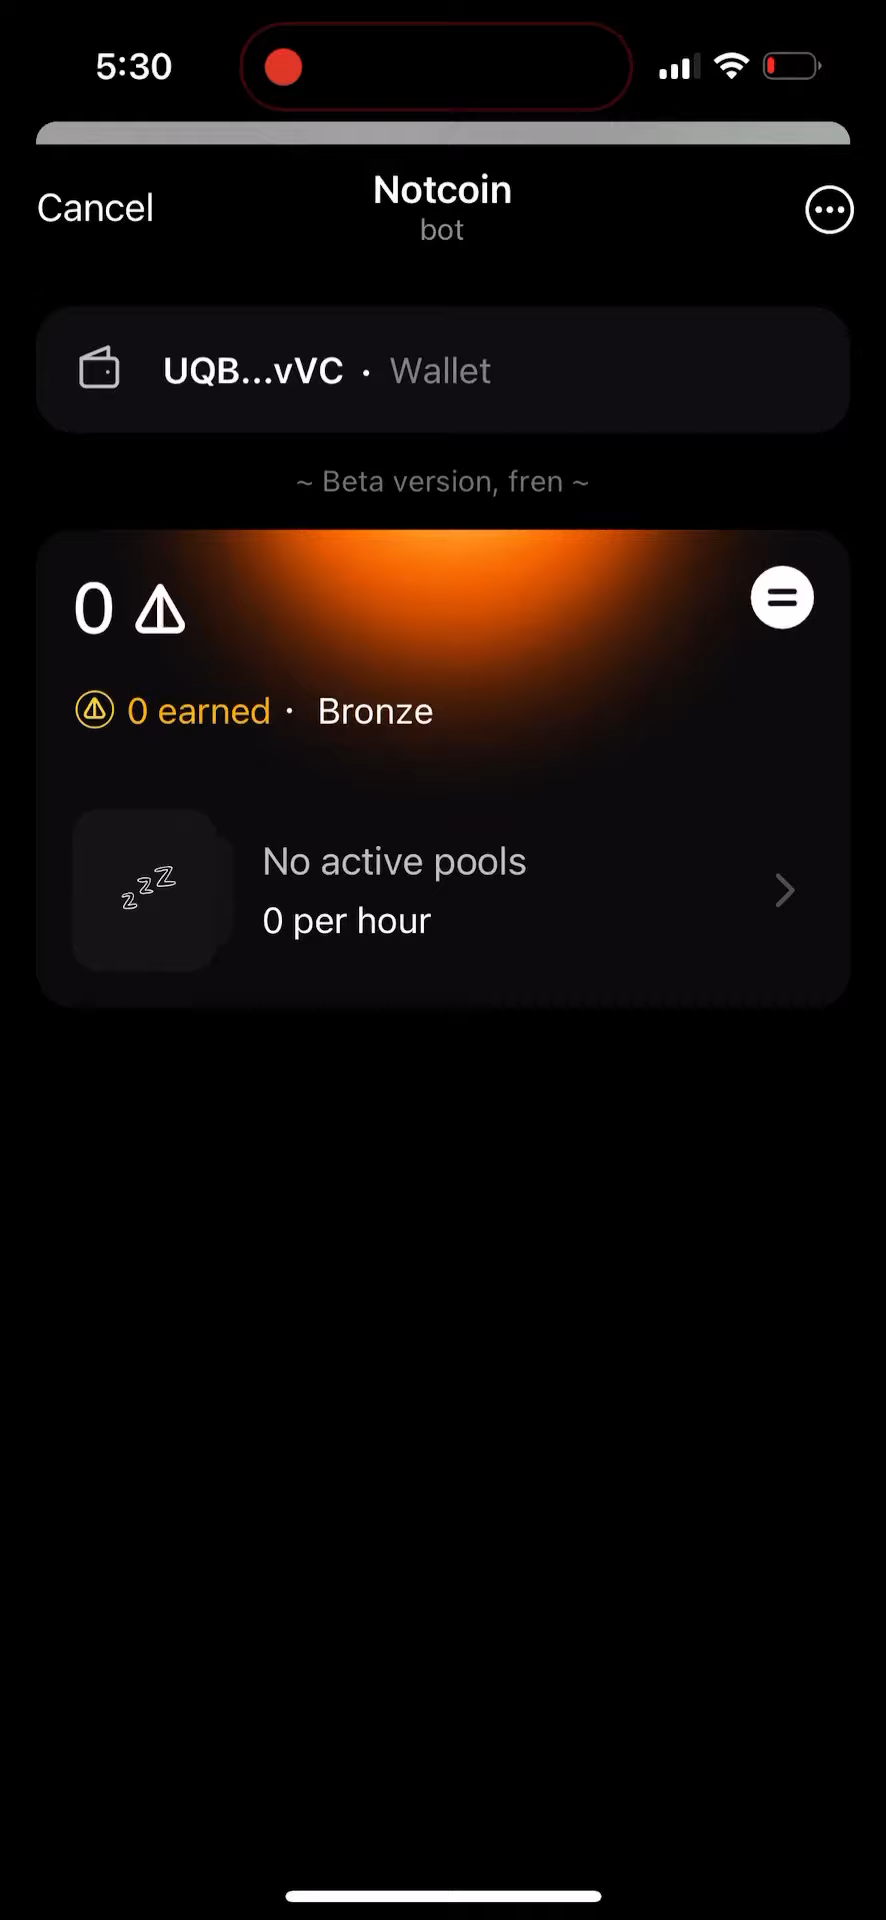 5:30
Cancel
Notcoin
bot
UQB...vVC · Wallet
~ Beta version, fren ~
0
0 earned · Bronze
zzZ
No active pools
0 per hour